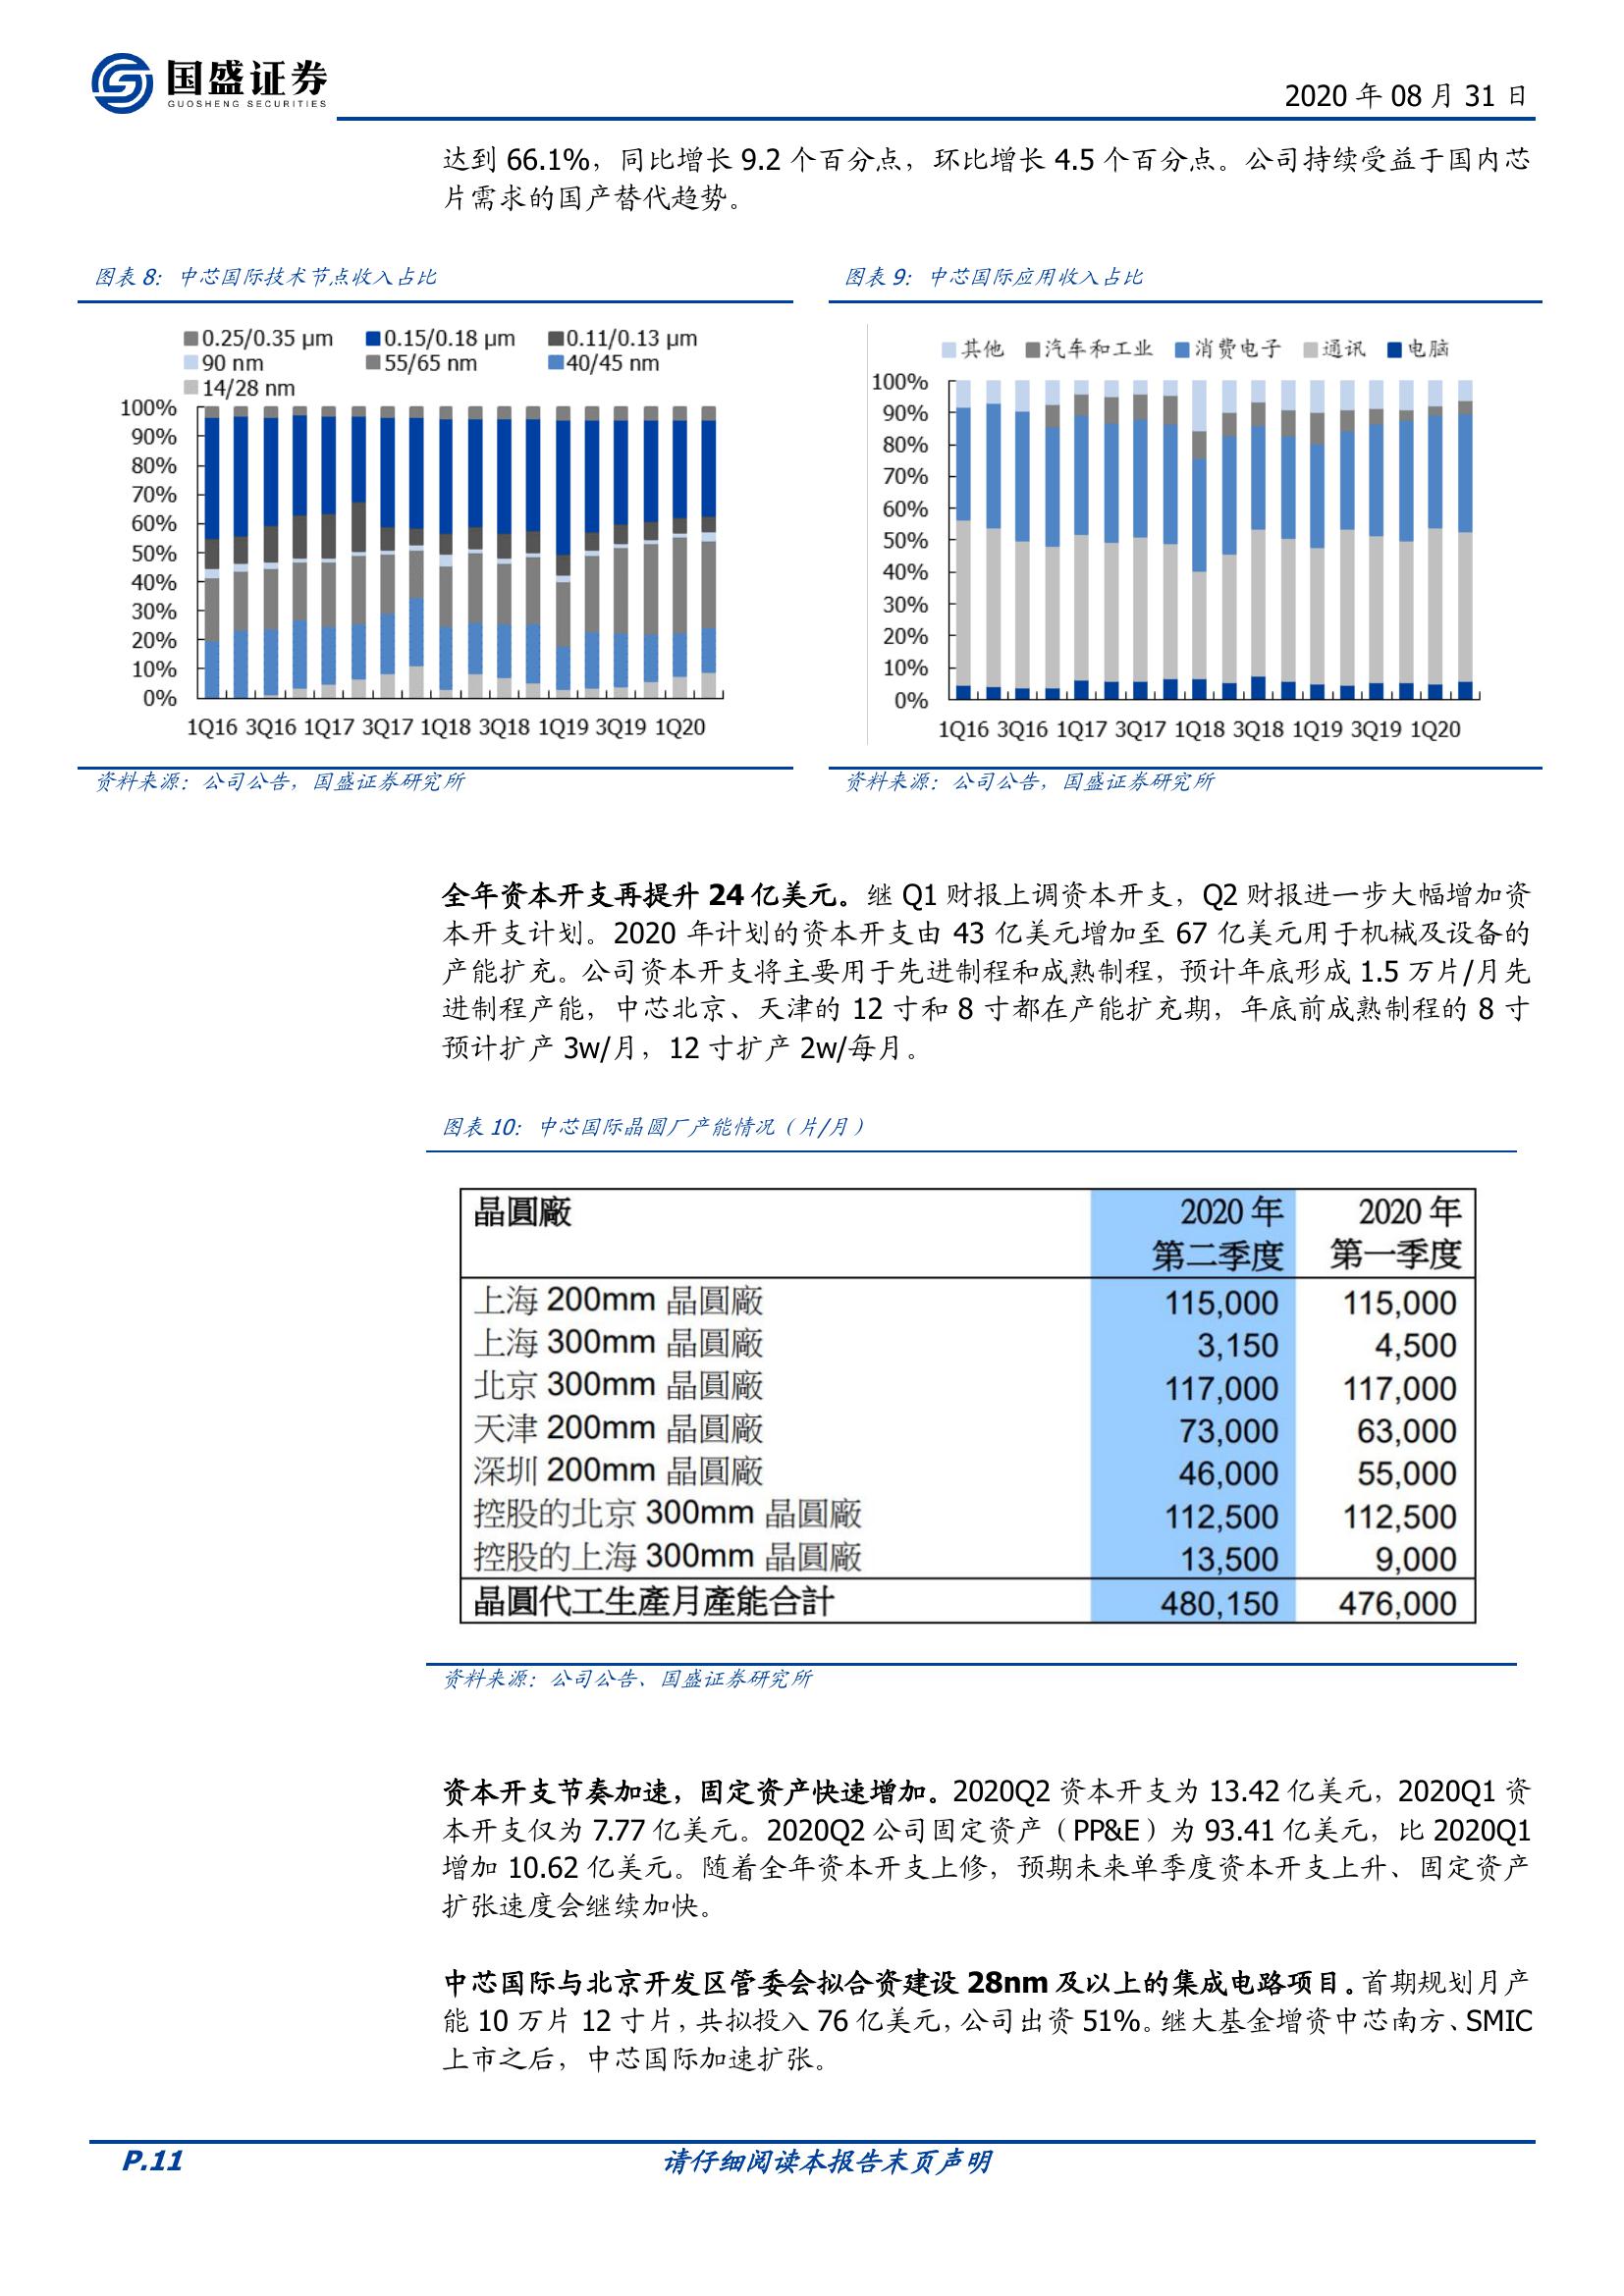 国盛证券
GUOSHENG SECURITIES
2020 年 08 月 31 日
达到 66.1%，同比增长 9.2 个百分点，环比增长 4.5 个百分点。公司持续受益于国内芯
片需求的国产替代趋势。
图表 8：中芯国际技术节点收入占比
0.25/0.35 μm 0.15/0.18 μm 0.11/0.13 μm
90 nm 55/65 nm 40/45 nm
14/28 nm
100%
90%
80%
70%
60%
50%
40%
30%
20%
10%
0%
1Q16 3Q16 1Q17 3Q17 1Q18 3Q18 1Q19 3Q19 1Q20
资料来源：公司公告，国盛证券研究所
图表 9：中芯国际应用收入占比
其他 汽车和工业 消费电子 通讯 电脑
100%
90%
80%
70%
60%
50%
40%
30%
20%
10%
0%
1Q16 3Q16 1Q17 3Q17 1Q18 3Q18 1Q19 3Q19 1Q20
资料来源：公司公告，国盛证券研究所
全年资本开支再提升 24 亿美元。继 Q1 财报上调资本开支，Q2 财报进一步大幅增加资
本开支计划。2020 年计划的资本开支由 43 亿美元增加至 67 亿美元用于机械及设备的
产能扩充。公司资本开支将主要用于先进制程和成熟制程，预计年底形成 1.5 万片/月先
进制程产能，中芯北京、天津的 12 寸和 8 寸都在产能扩充期，年底前成熟制程的 8 寸
预计扩产 3w/月，12 寸扩产 2w/每月。
图表 10：中芯国际晶圆厂产能情况（片/月）
晶圓廠 2020 年 2020 年
第二季度 第一季度
上海 200mm 晶圓廠 115,000 115,000
上海 300mm 晶圓廠 3,150 4,500
北京 300mm 晶圓廠 117,000 117,000
天津 200mm 晶圓廠 73,000 63,000
深圳 200mm 晶圓廠 46,000 55,000
控股的北京 300mm 晶圓廠 112,500 112,500
控股的上海 300mm 晶圓廠 13,500 9,000
晶圓代工生產月產能合計 480,150 476,000
资料来源：公司公告、国盛证券研究所
资本开支节奏加速，固定资产快速增加。2020Q2 资本开支为 13.42 亿美元，2020Q1 资
本开支仅为 7.77 亿美元。2020Q2 公司固定资产（PP&E）为 93.41 亿美元，比 2020Q1
增加 10.62 亿美元。随着全年资本开支上修，预期未来单季度资本开支上升、固定资产
扩张速度会继续加快。
中芯国际与北京开发区管委会拟合资建设 28nm 及以上的集成电路项目。首期规划月产
能 10 万片 12 寸片，共拟投入 76 亿美元，公司出资 51%。继大基金增资中芯南方、SMIC
上市之后，中芯国际加速扩张。
P.11 请仔细阅读本报告末页声明